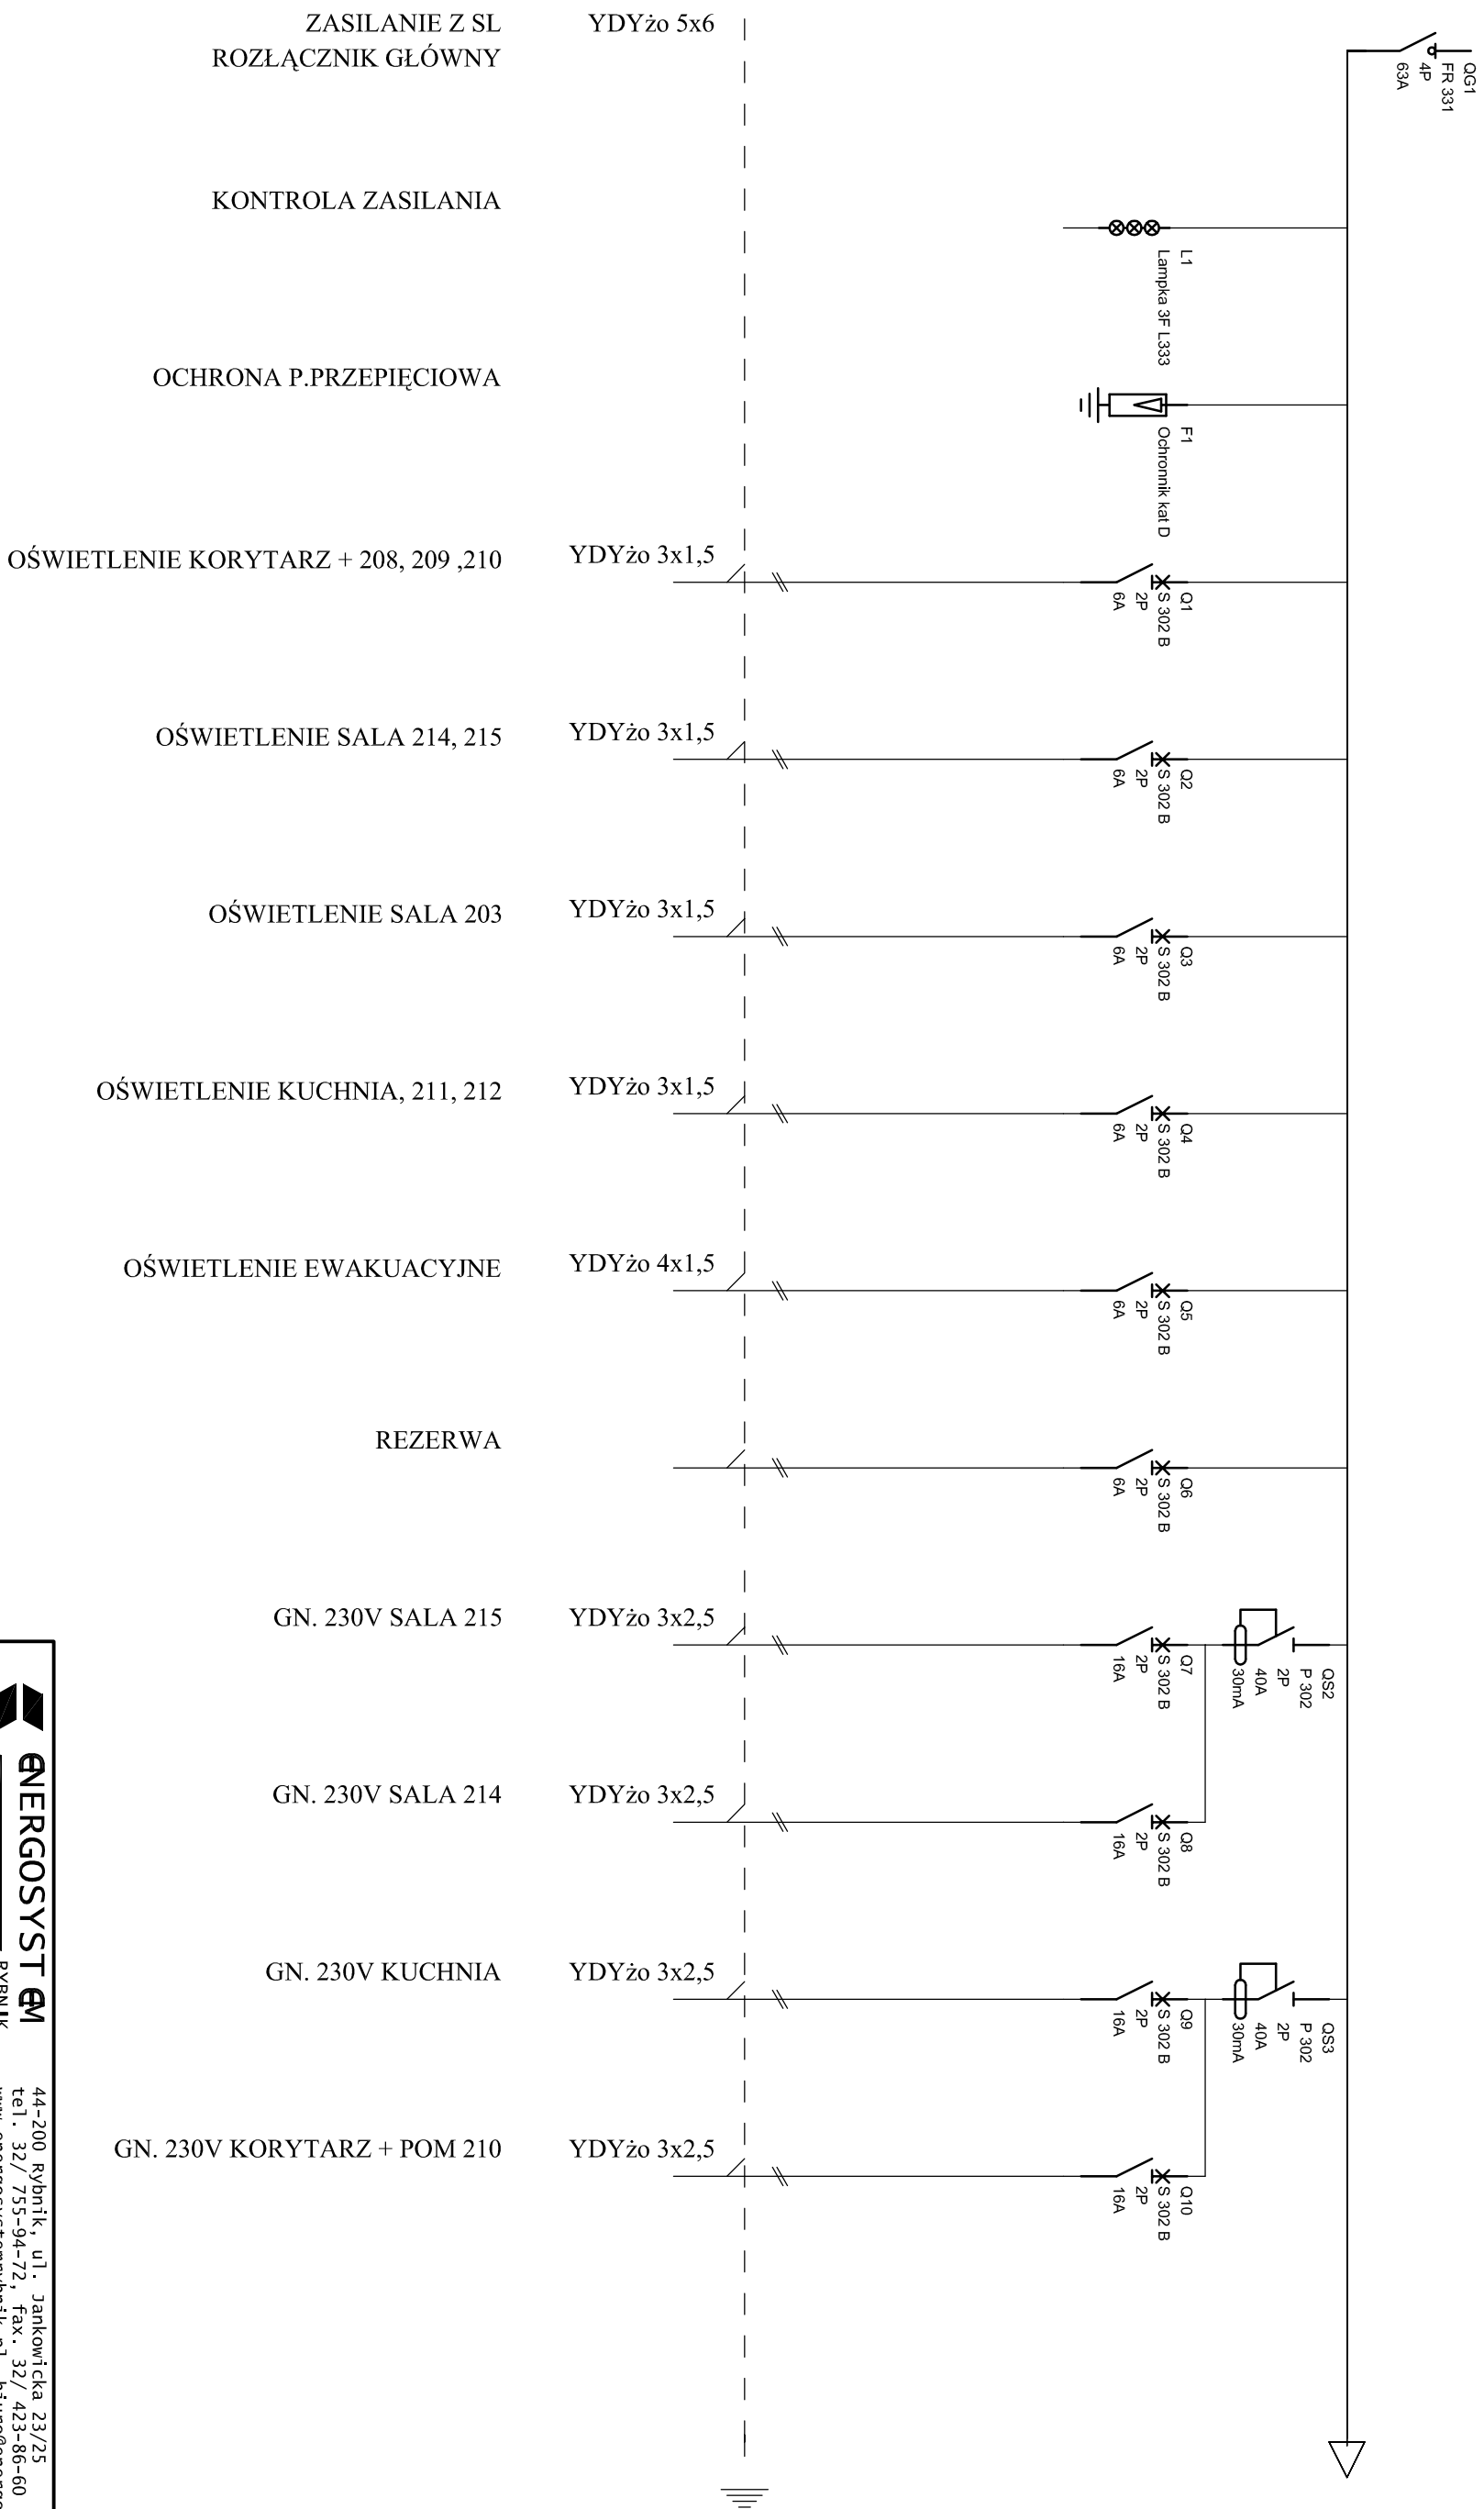 ZASILANIE Z SL
ROZŁĄCZNIK GŁÓWNY
YDYżo 5x6
QG1
FR 331
4P
63A
KONTROLA ZASILANIA
L1
Lampka 3F L333
OCHRONA P.PRZEPIĘCIOWA
F1
Ochronnik kat D
OŚWIETLENIE KORYTARZ + 208, 209 ,210
YDYżo 3x1,5
Q1
S 302 B
2P
6A
OŚWIETLENIE SALA 214, 215
YDYżo 3x1,5
Q2
S 302 B
2P
6A
OŚWIETLENIE SALA 203
YDYżo 3x1,5
Q3
S 302 B
2P
6A
OŚWIETLENIE KUCHNIA, 211, 212
YDYżo 3x1,5
Q4
S 302 B
2P
6A
OŚWIETLENIE EWAKUACYJNE
YDYżo 4x1,5
Q5
S 302 B
2P
6A
REZERWA
Q6
S 302 B
2P
6A
GN. 230V SALA 215
YDYżo 3x2,5
Q7
S 302 B
2P
16A
QS2
P 302
2P
40A
30mA
GN. 230V SALA 214
YDYżo 3x2,5
Q8
S 302 B
2P
16A
GN. 230V KUCHNIA
YDYżo 3x2,5
Q9
S 302 B
2P
16A
QS3
P 302
2P
40A
30mA
GN. 230V KORYTARZ + POM 210
YDYżo 3x2,5
Q10
S 302 B
2P
16A
ENERGOSYSTEM
RYBNIK
44-200 Rybnik, ul. Jankowicka 23/25
tel. 32/ 755-94-72, fax. 32/ 423-86-60